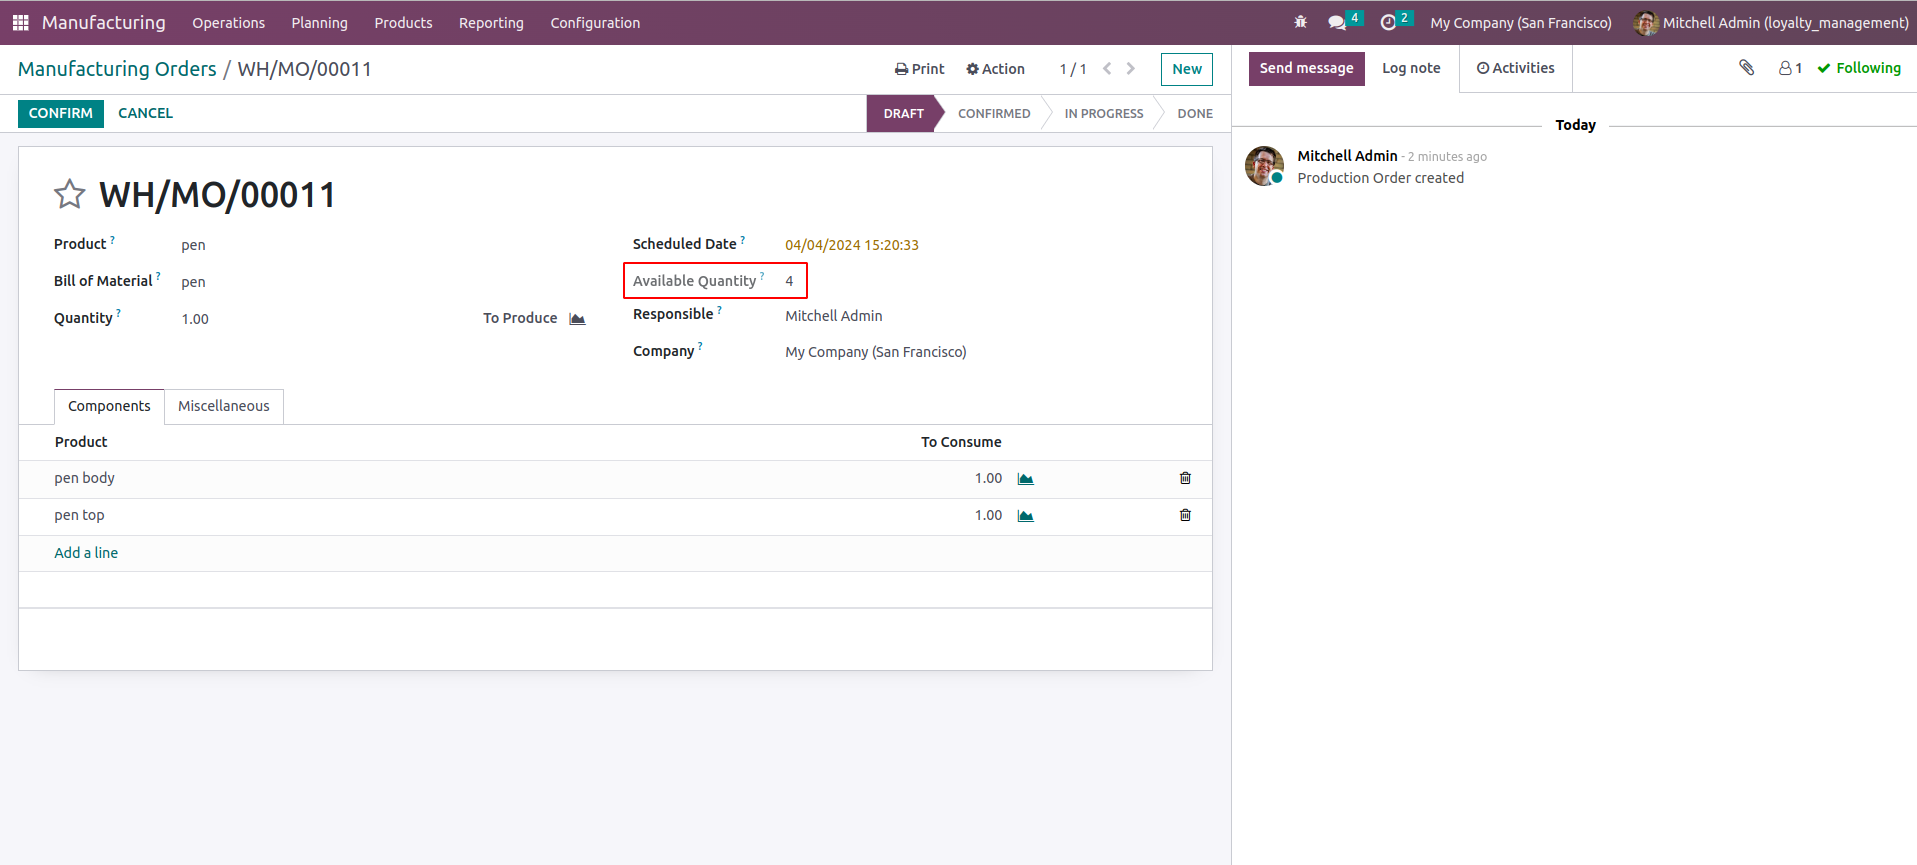 Manufacturing Operations Planning Products Reporting Configuration 4 2 My Company (San Francisco) Mitchell Admin (loyalty_management)
Manufacturing Orders / WH/MO/00011 Print Action 1 / 1 New
Send message Log note Activities 1 Following
CONFIRM CANCEL DRAFT CONFIRMED IN PROGRESS DONE
Today
Mitchell Admin - 2 minutes ago
Production Order created
WH/MO/00011
Product ? pen
Bill of Material ? pen
Quantity ? 1.00 To Produce
Scheduled Date ? 04/04/2024 15:20:33
Available Quantity ? 4
Responsible ? Mitchell Admin
Company ? My Company (San Francisco)
Components Miscellaneous
Product To Consume
pen body 1.00
pen top 1.00
Add a line